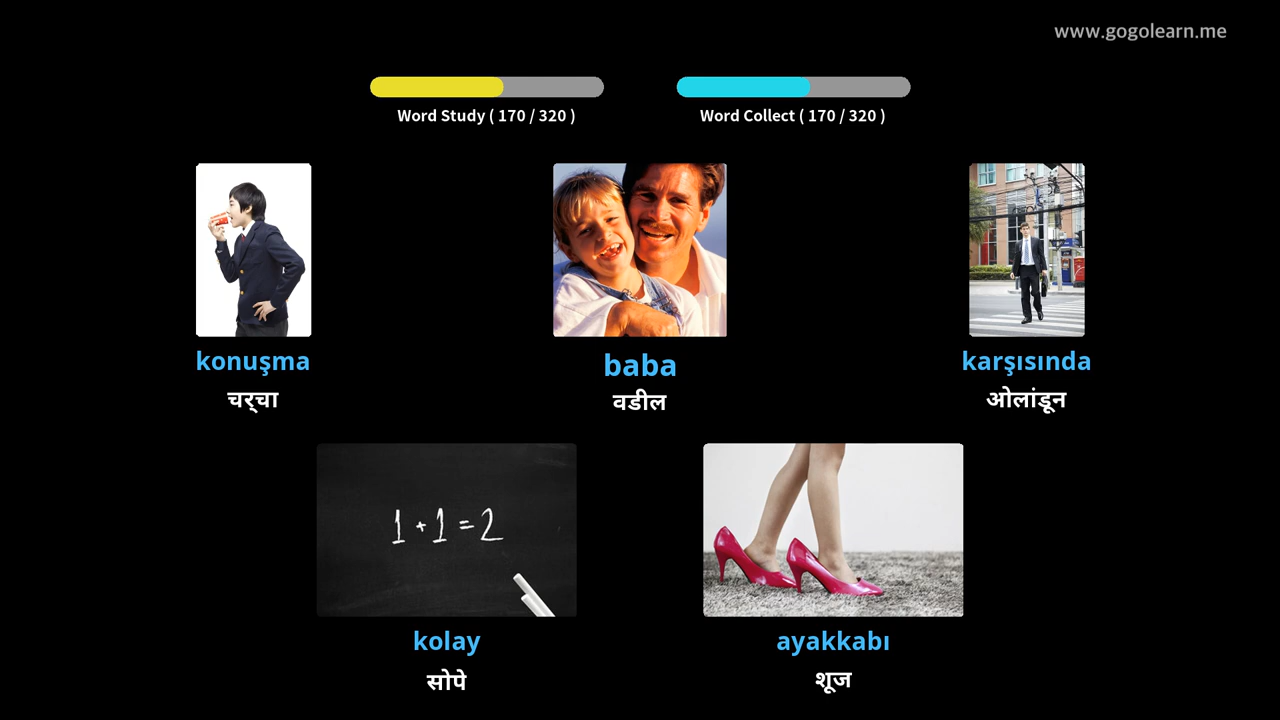 www.gogolearn.me
Word Study ( 170 / 320 )
Word Collect ( 170 / 320 )
konuşma
चर्चा
baba
वडील
karşısında
ओलांडून
1 + 1 = 2
kolay
सोपे
ayakkabı
शूज